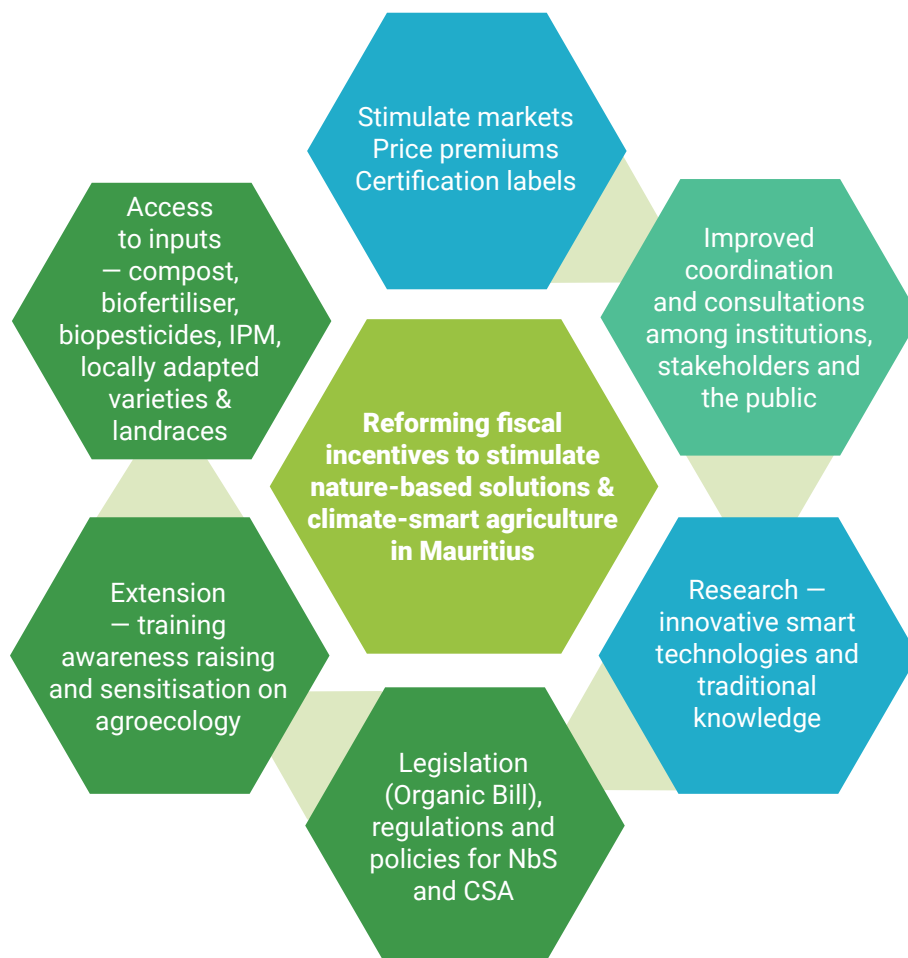 Stimulate markets
Price premiums
Certification labels
Improved
coordination
and consultations
among institutions,
stakeholders and
the public
Research —
innovative smart
technologies and
traditional
knowledge
Legislation
(Organic Bill),
regulations and
policies for NbS
and CSA
Extension
— training
awareness raising
and sensitisation on
agroecology
Access
to inputs
— compost,
biofertiliser,
biopesticides, IPM,
locally adapted
varieties &
landraces
Reforming fiscal
incentives to stimulate
nature-based solutions &
climate-smart agriculture
in Mauritius